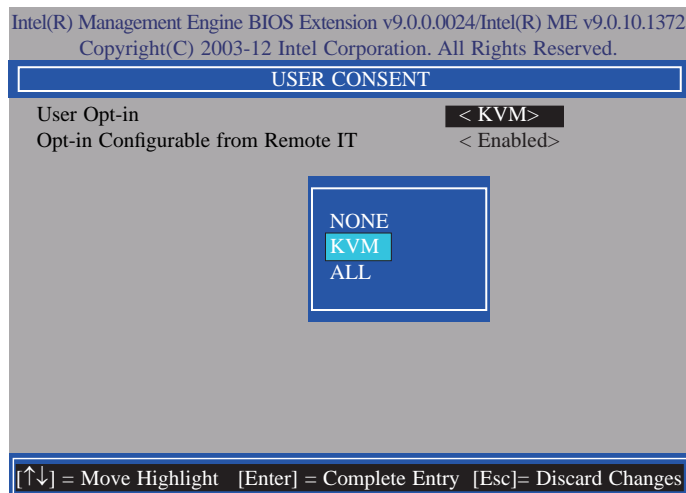 Intel(R) Management Engine BIOS Extension v9.0.0.0024/Intel(R) ME v9.0.10.1372
Copyright(C) 2003-12 Intel Corporation. All Rights Reserved.
USER CONSENT
User Opt-in < KVM>
Opt-in Configurable from Remote IT < Enabled>
NONE
KVM
ALL
[↑↓] = Move Highlight [Enter] = Complete Entry [Esc]= Discard Changes